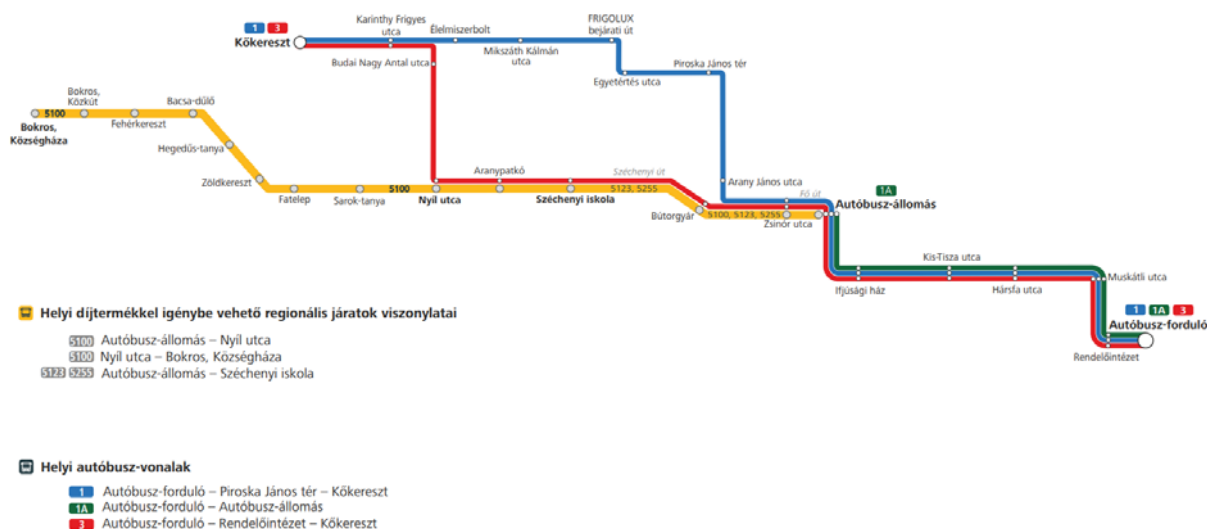 1 3
Kőkereszt
Karinthy Frigyes
utca
Élelmiszerbolt
Mikszáth Kálmán
utca
FRIGOLUX
bejárati út
Budai Nagy Antal utca
Egyetértés utca
Piroska János tér
Bokros,
Közkút
Bacsa-dűlő
5100
Bokros,
Községháza
Fehérkereszt
Hegedűs-tanya
Zöldkereszt
Fatelep
Sarok-tanya
5100
Nyíl utca
Aranypatkó
Széchenyi iskola
Széchenyi út
5123, 5255
Arany János utca
Fő út
1A
Autóbusz-állomás
Bútorgyár
5100, 5123, 5255
Zsinór utca
Kis-Tisza utca
Ifjúsági ház
Hársfa utca
Muskátli utca
1 1A 3
Autóbusz-forduló
Rendelőintézet
Helyi díjtermékkel igénybe vehető regionális járatok viszonylatai
5100 Autóbusz-állomás – Nyíl utca
5100 Nyíl utca – Bokros, Községháza
5123 5255 Autóbusz-állomás – Széchenyi iskola
Helyi autóbusz-vonalak
1 Autóbusz-forduló – Piroska János tér – Kőkereszt
1A Autóbusz-forduló – Autóbusz-állomás
3 Autóbusz-forduló – Rendelőintézet – Kőkereszt